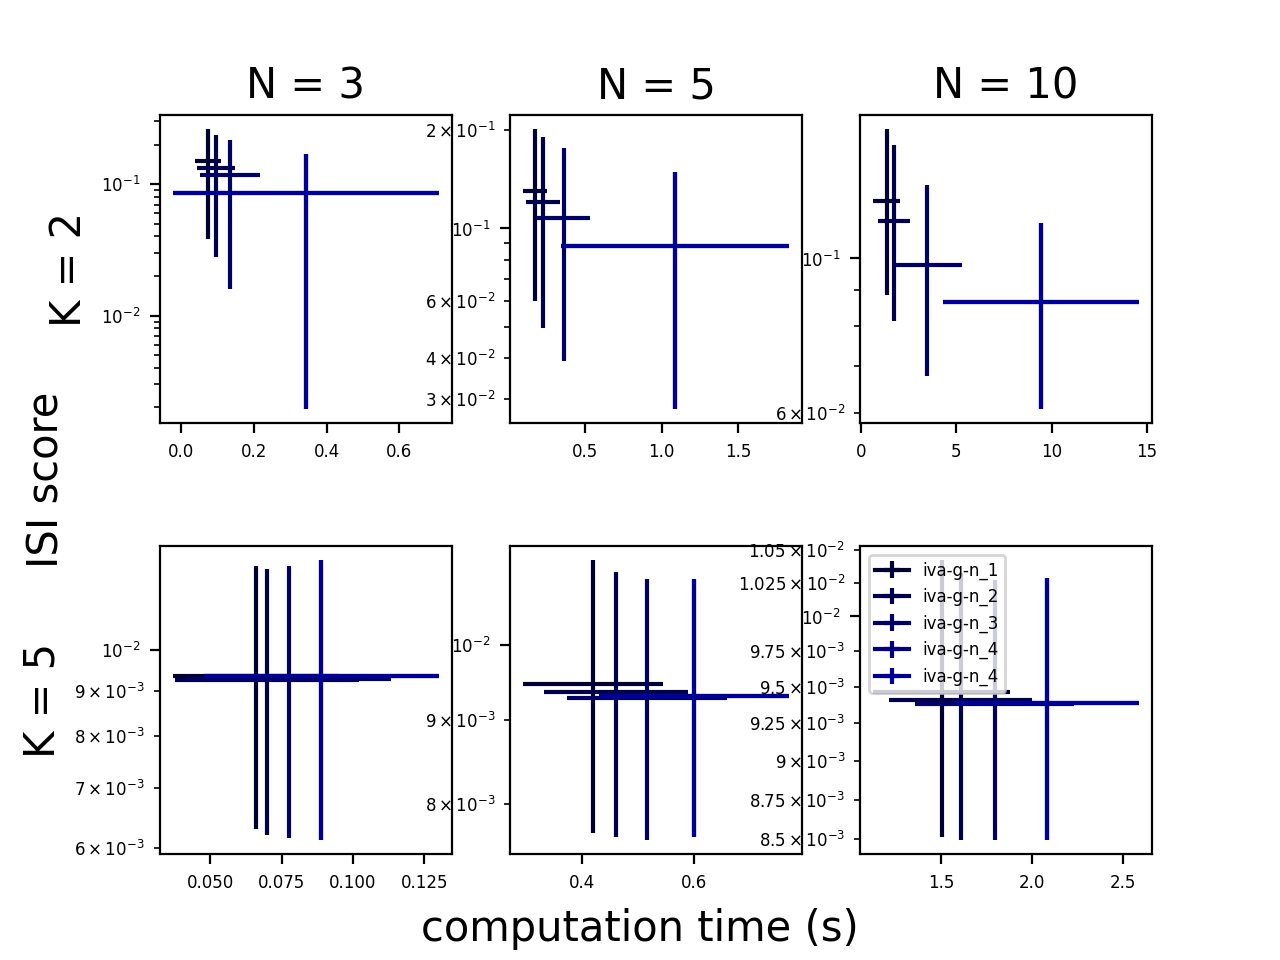 N = 3
N = 5
N = 10
K = 2
10⁻¹
10⁻²
0.0 0.2 0.4 0.6
2 × 10⁻¹
10⁻¹
6 × 10⁻²
4 × 10⁻²
3 × 10⁻²
0.5 1.0 1.5
10⁻¹
6 × 10⁻²
0 5 10 15
ISI score
K = 5
10⁻²
9 × 10⁻³
8 × 10⁻³
7 × 10⁻³
6 × 10⁻³
0.050 0.075 0.100 0.125
10⁻²
9 × 10⁻³
8 × 10⁻³
0.4 0.6
1.05 × 10⁻²
1.025 × 10⁻²
10⁻²
9.75 × 10⁻³
9.5 × 10⁻³
9.25 × 10⁻³
9 × 10⁻³
8.75 × 10⁻³
8.5 × 10⁻³
iva-g-n_1
iva-g-n_2
iva-g-n_3
iva-g-n_4
iva-g-n_4
1.5 2.0 2.5
computation time (s)